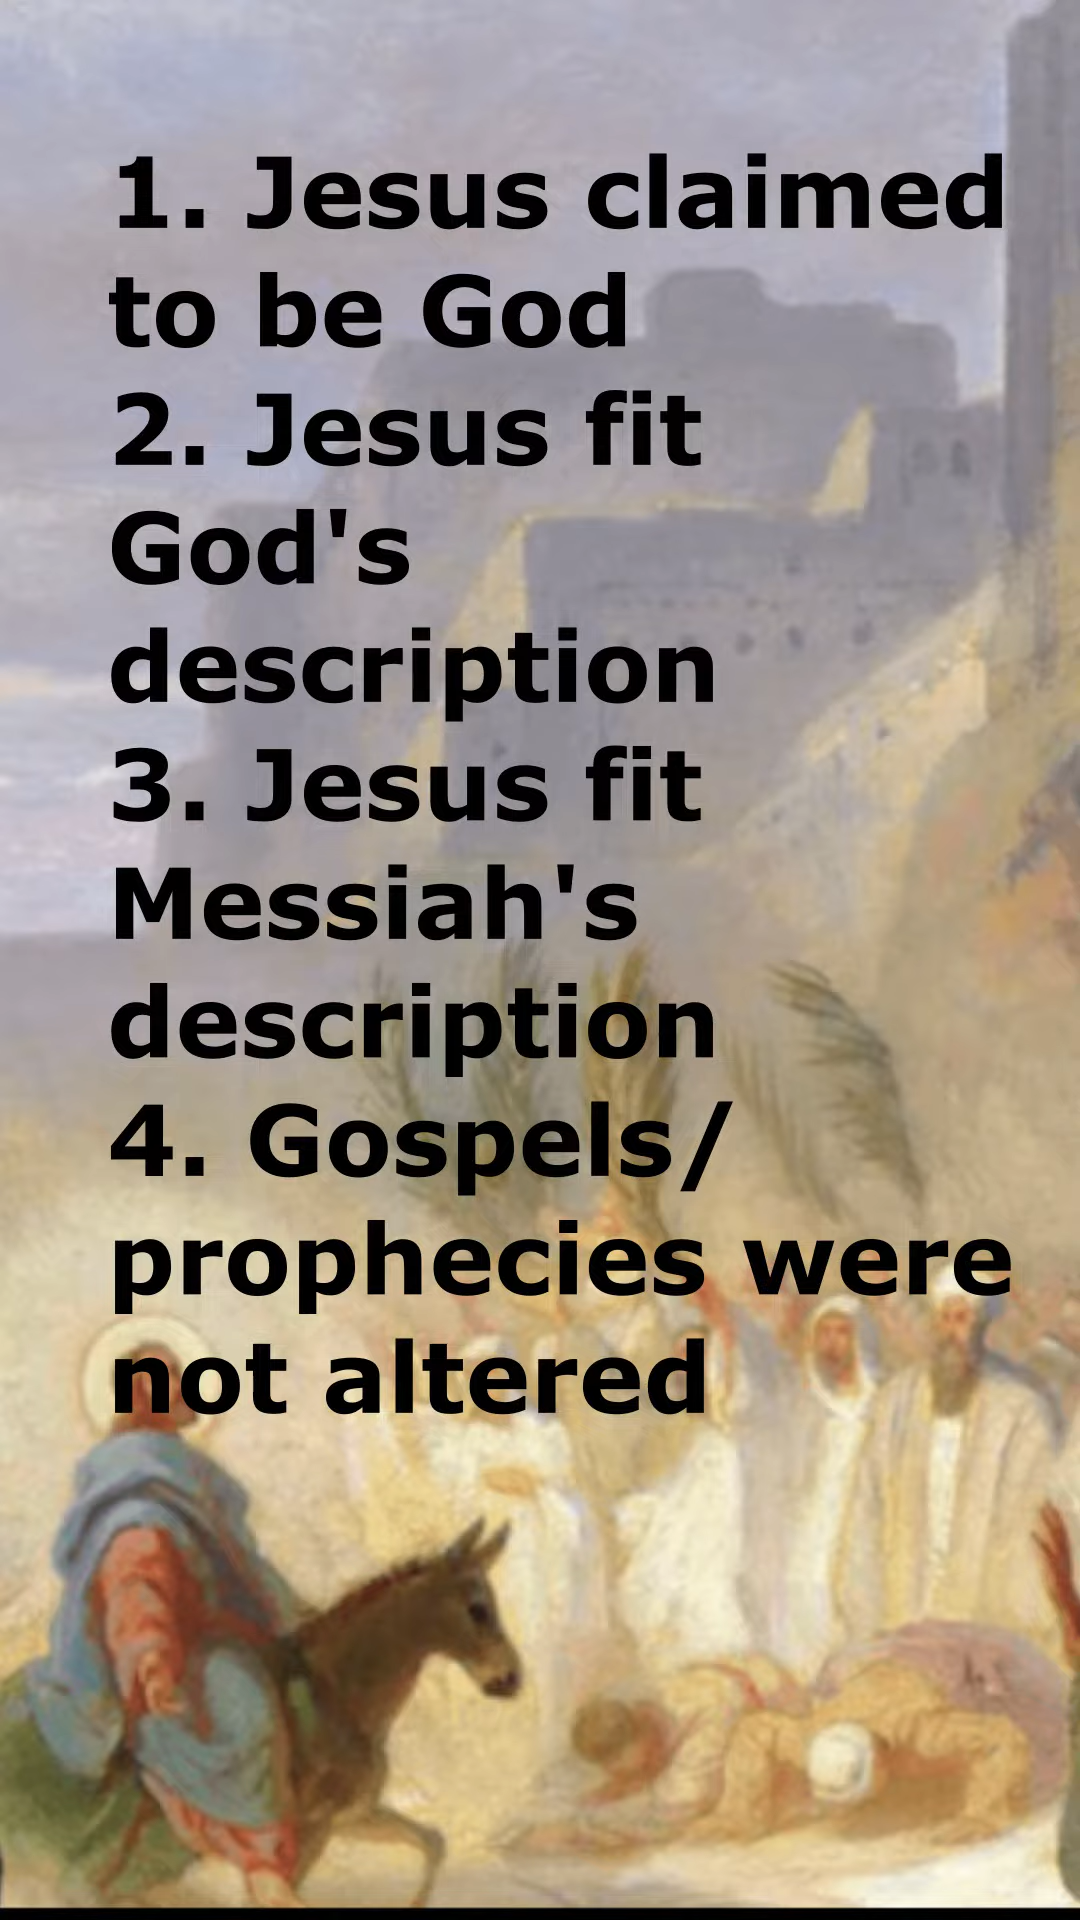 1. Jesus claimed
to be God
2. Jesus fit
God's
description
3. Jesus fit
Messiah's
description
4. Gospels/
prophecies were
not altered